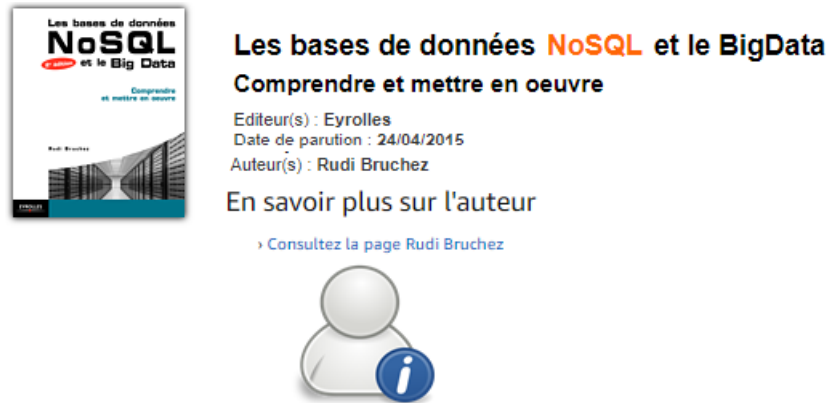 Les bases de données
NoSQL
et le Big Data
Comprendre
et mettre en oeuvre
Rudi Bruchez
EYROLLES
Les bases de données NoSQL et le BigData
Comprendre et mettre en oeuvre
Editeur(s) : Eyrolles
Date de parution : 24/04/2015
Auteur(s) : Rudi Bruchez
En savoir plus sur l'auteur
› Consultez la page Rudi Bruchez
i